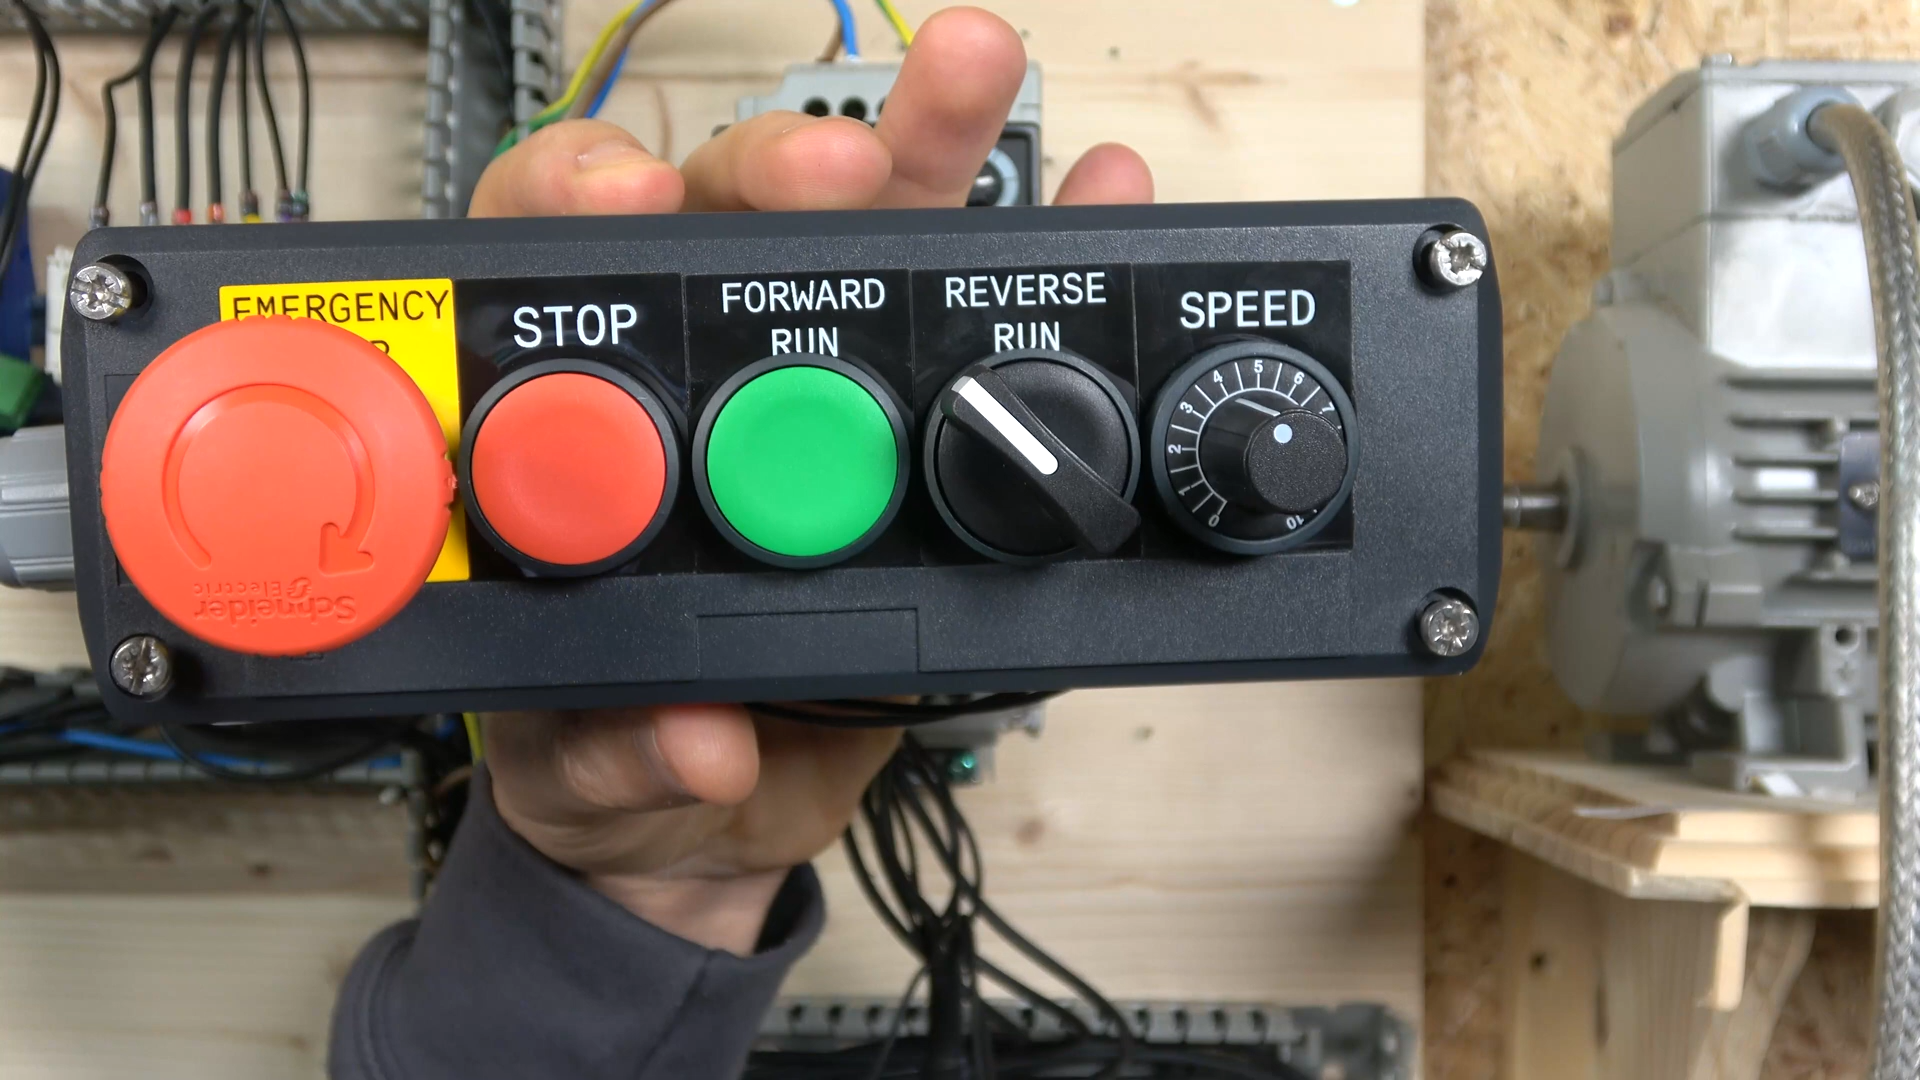 EMERGENCY
STOP
FORWARD
RUN
REVERSE
RUN
SPEED
0
1
2
3
4
5
6
7
10
Schneider
Electric